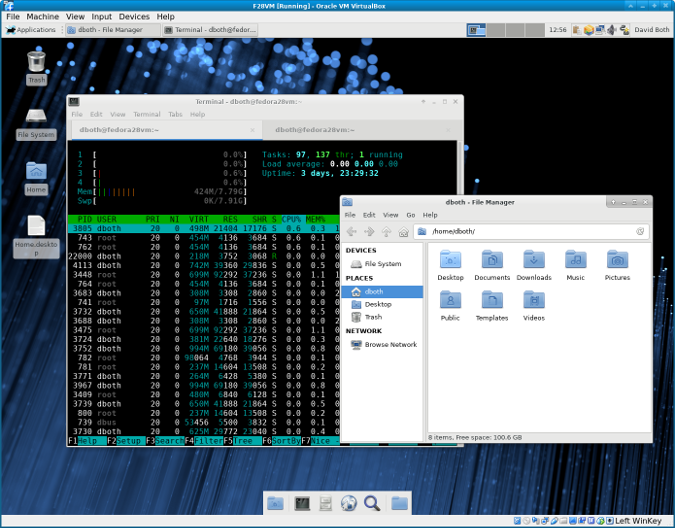 F28VM [Running] - Oracle VM VirtualBox
File Machine View Input Devices Help
Applications dboth - File Manager Terminal - dboth@fedor... 12:56 David Both
Trash
File System
Home
Home.deskto
p
Terminal - dboth@fedora28vm:~
File Edit View Terminal Tabs Help
dboth@fedora28vm:~ dboth@fedora28vm:~
1 [ 0.0%] Tasks: 97, 137 thr; 1 running
2 [ 0.0%] Load average: 0.00 0.00 0.00
3 [ 0.6%] Uptime: 3 days, 23:29:32
4 [ 0.6%]
Mem[ 424M/7.79G]
Swp[ 0K/7.91G]
PID USER PRI NI VIRT RES SHR S CPU% MEM%
3805 dboth 20 0 498M 21404 17176 S 0.6 0.3
743 root 20 0 454M 4136 3684 S 0.6 0.1
762 root 20 0 454M 4136 3684 S 0.6 0.1
22000 dboth 20 0 218M 3752 3068 R 0.0 0.0
4113 dboth 20 0 742M 39360 29836 S 0.0 0.5
3448 root 20 0 699M 92292 37236 S 0.0 1.1
764 root 20 0 454M 4136 3684 S 0.0 0.1
3683 dboth 20 0 308M 3308 2860 S 0.0 0.0
741 root 20 0 97M 1716 1556 S 0.0 0.0
3732 dboth 20 0 650M 41888 21864 S 0.0 0.5
3688 dboth 20 0 308M 3308 2860 S 0.0 0.0
3475 root 20 0 699M 92292 37236 S 0.0 1.1
3724 dboth 20 0 381M 22640 18276 S 0.0 0.3
3752 dboth 20 0 994M 69180 39056 S 0.0 0.8
782 root 20 0 98064 4768 3944 S 0.0 0.1
781 root 20 0 237M 14604 13508 S 0.0 0.2
3771 dboth 20 0 264M 6428 5380 S 0.0 0.1
3967 dboth 20 0 994M 69180 39056 S 0.0 0.8
3409 root 20 0 480M 6840 6128 S 0.0 0.1
3739 dboth 20 0 650M 41888 21864 S 0.0 0.5
800 root 20 0 237M 14604 13508 S 0.0 0.2
739 dbus 20 0 53456 5500 3832 S 0.0 0.1
3730 dboth 20 0 625M 29772 23040 S 0.0 0.4
F1Help F2Setup F3Search F4Filter F5Tree F6SortBy F7Nice
dboth - File Manager
File Edit View Go Help
/home/dboth/
DEVICES
File System
PLACES
dboth
Desktop
Trash
NETWORK
Browse Network
Desktop Documents Downloads Music Pictures
Public Templates Videos
8 items, Free space: 100.6 GB
Left WinKey